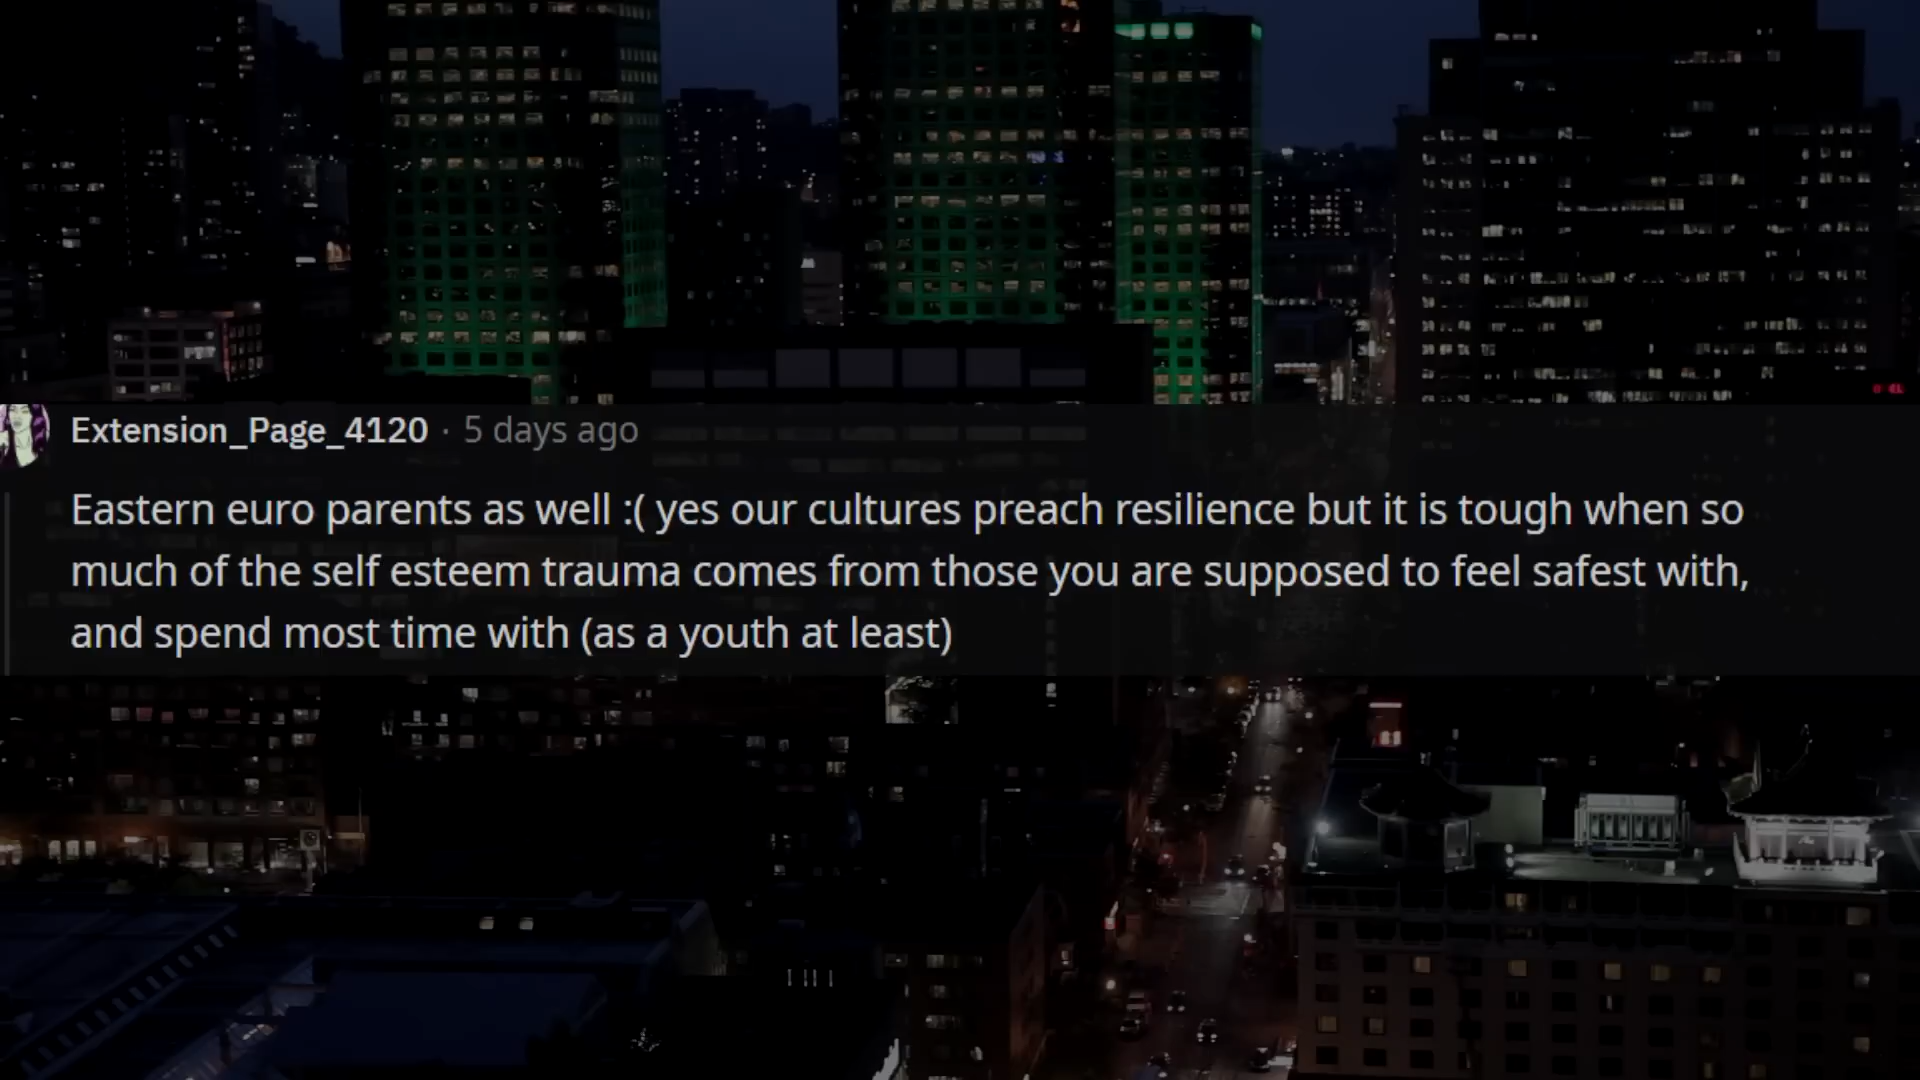 Extension_Page_4120 · 5 days ago
Eastern euro parents as well :( yes our cultures preach resilience but it is tough when so
much of the self esteem trauma comes from those you are supposed to feel safest with,
and spend most time with (as a youth at least)